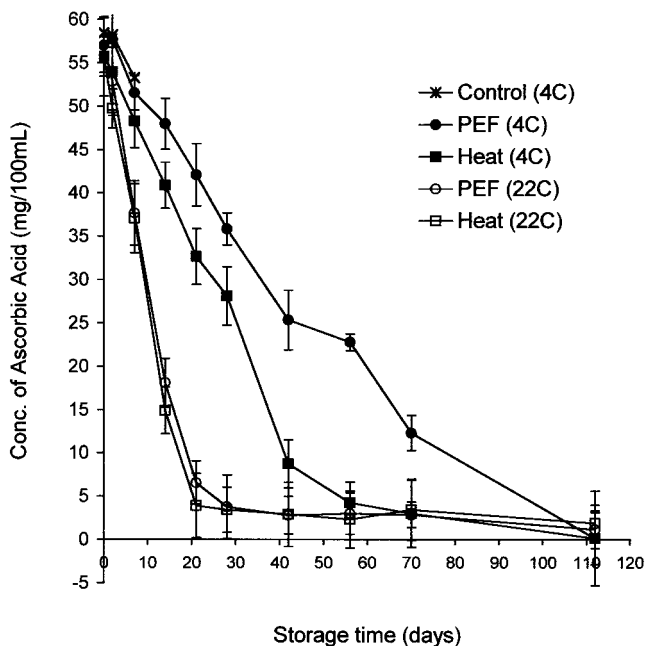 Conc. of Ascorbic Acid (mg/100mL)
60
55
50
45
40
35
30
25
20
15
10
5
0
-5
Control (4C)
PEF (4C)
Heat (4C)
PEF (22C)
Heat (22C)
0 10 20 30 40 50 60 70 80 90 100 110 120
Storage time (days)